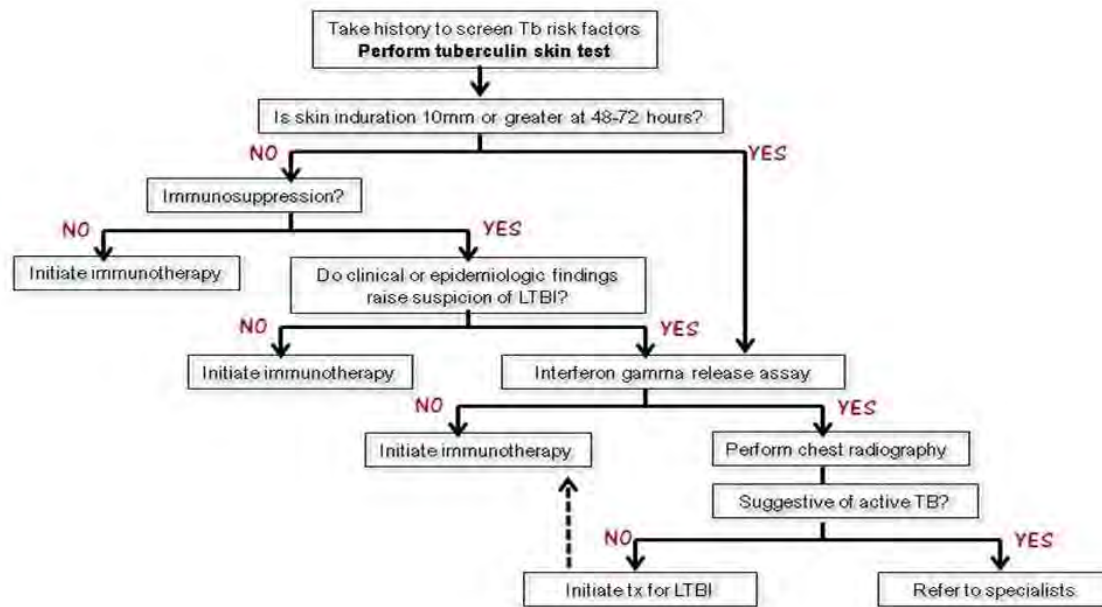 Take history to screen Tb risk factors
Perform tuberculin skin test
Is skin induration 10mm or greater at 48-72 hours?
NO
YES
Immunosuppression?
NO
YES
Initiate immunotherapy
Do clinical or epidemiologic findings
raise suspicion of LTBI?
NO
YES
Initiate immunotherapy
Interferon gamma release assay
NO
YES
Initiate immunotherapy
Perform chest radiography
Suggestive of active TB?
NO
YES
Initiate tx for LTBI
Refer to specialists